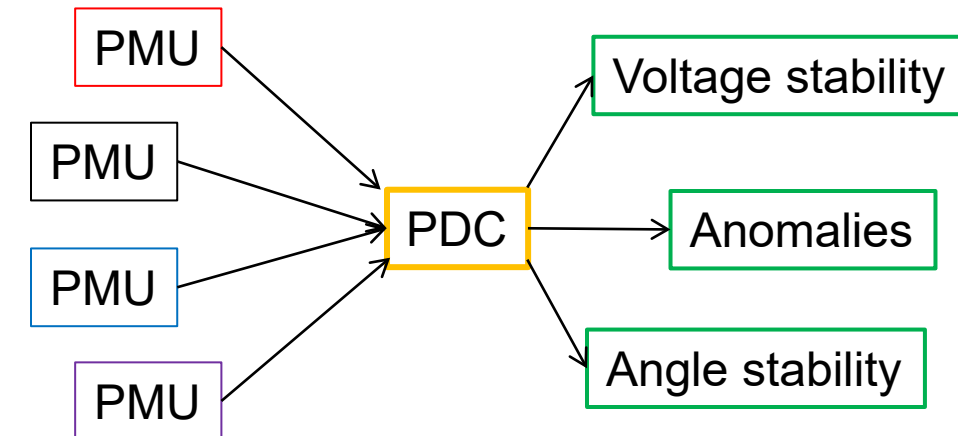 PMU
PMU
PMU
PMU
PDC
Voltage stability
Anomalies
Angle stability